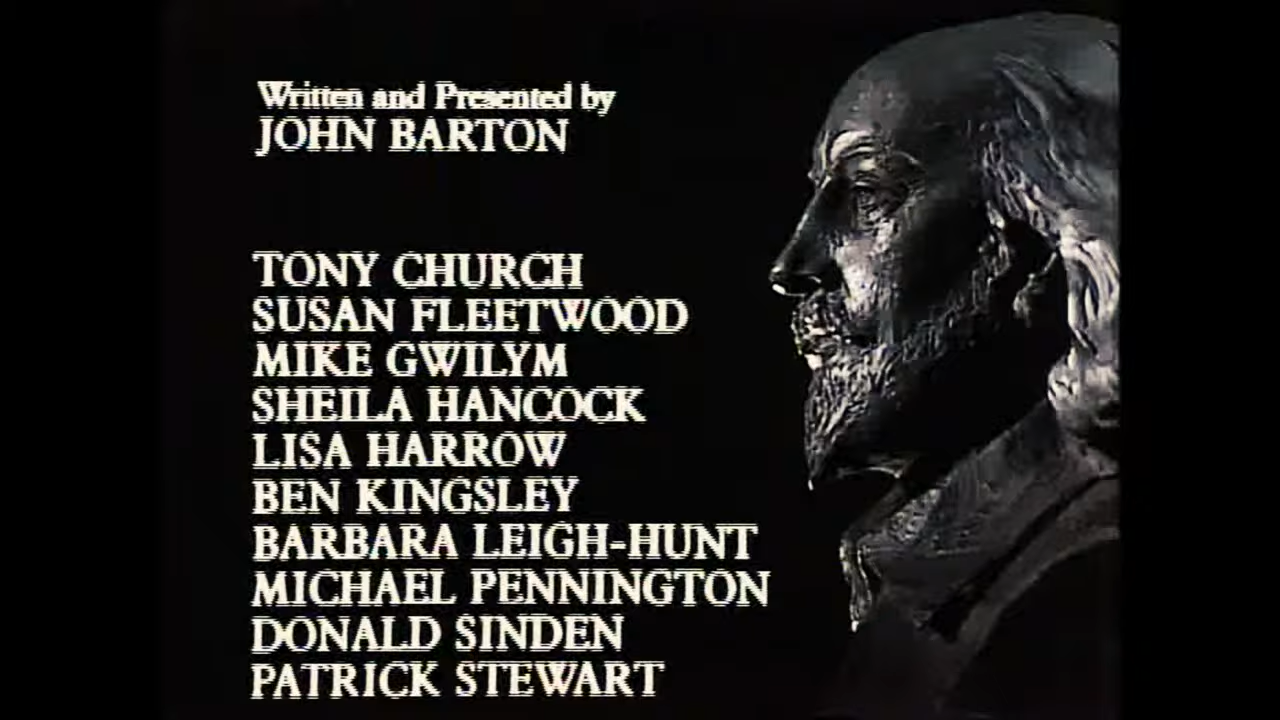 Written and Presented by
JOHN BARTON
TONY CHURCH
SUSAN FLEETWOOD
MIKE GWILYM
SHEILA HANCOCK
LISA HARROW
BEN KINGSLEY
BARBARA LEIGH-HUNT
MICHAEL PENNINGTON
DONALD SINDEN
PATRICK STEWART